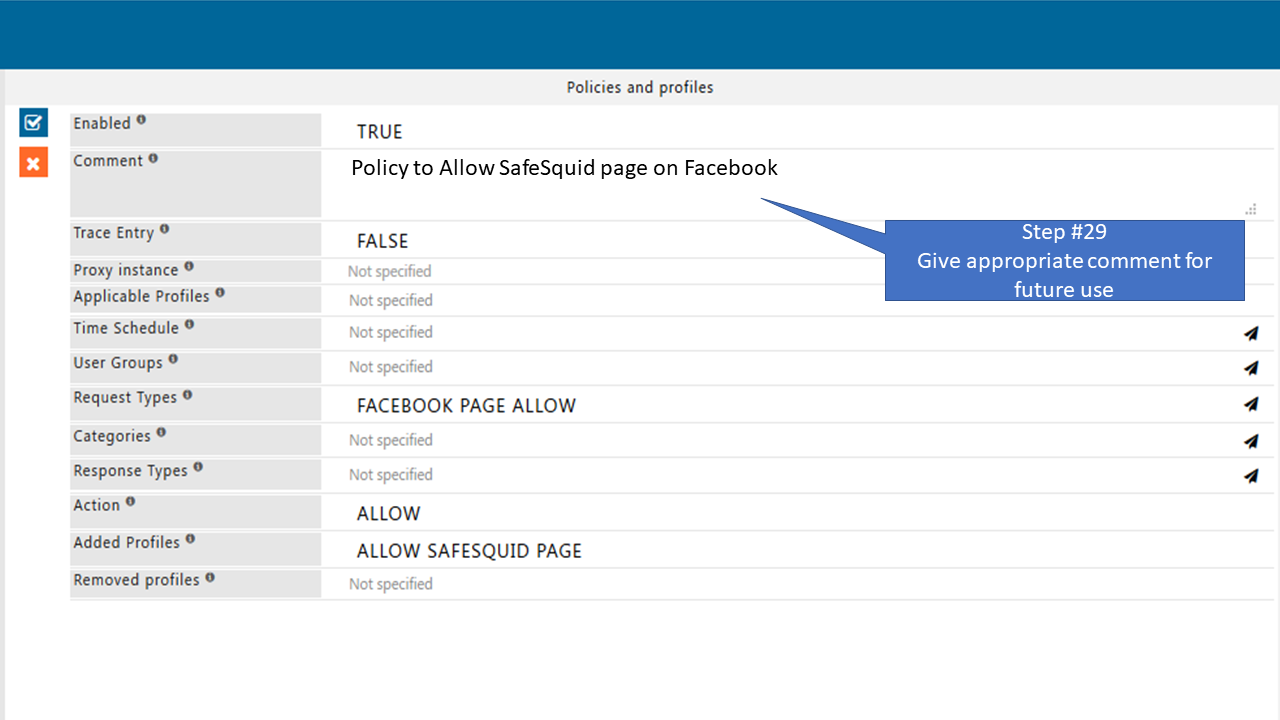 Policies and profiles
Enabled
TRUE
Comment
Policy to Allow SafeSquid page on Facebook
Step #29
Give appropriate comment for
future use
Trace Entry
FALSE
Proxy instance
Not specified
Applicable Profiles
Not specified
Time Schedule
Not specified
User Groups
Not specified
Request Types
FACEBOOK PAGE ALLOW
Categories
Not specified
Response Types
Not specified
Action
ALLOW
Added Profiles
ALLOW SAFESQUID PAGE
Removed profiles
Not specified